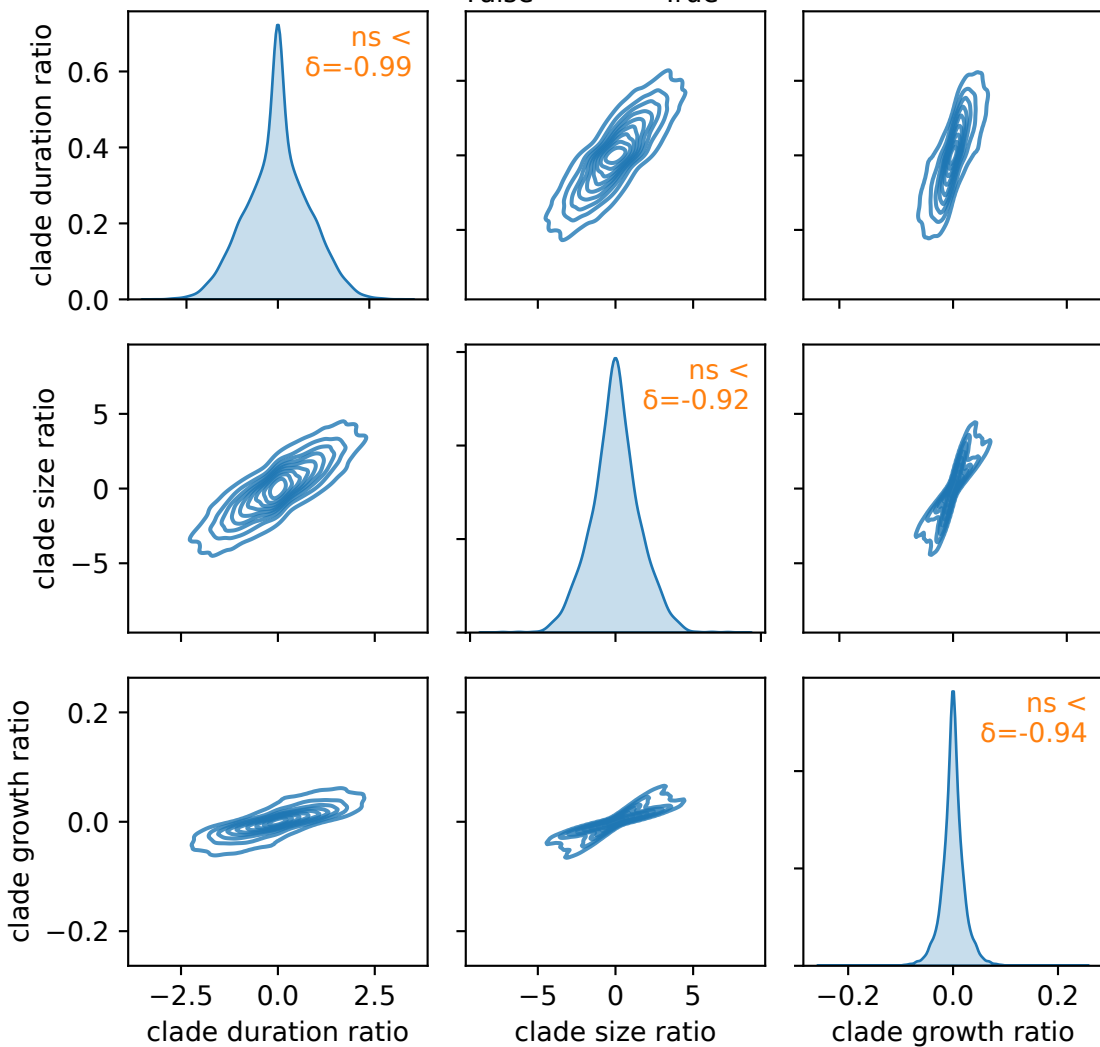 True
clade duration ratio
0.6
0.4
0.2
0.0
ns <
δ=-0.99
clade size ratio
5
0
−5
ns <
δ=-0.92
clade growth ratio
0.2
0.0
−0.2
ns <
δ=-0.94
−2.5 0.0 2.5
−5 0 5
−0.2 0.0 0.2
clade duration ratio
clade size ratio
clade growth ratio